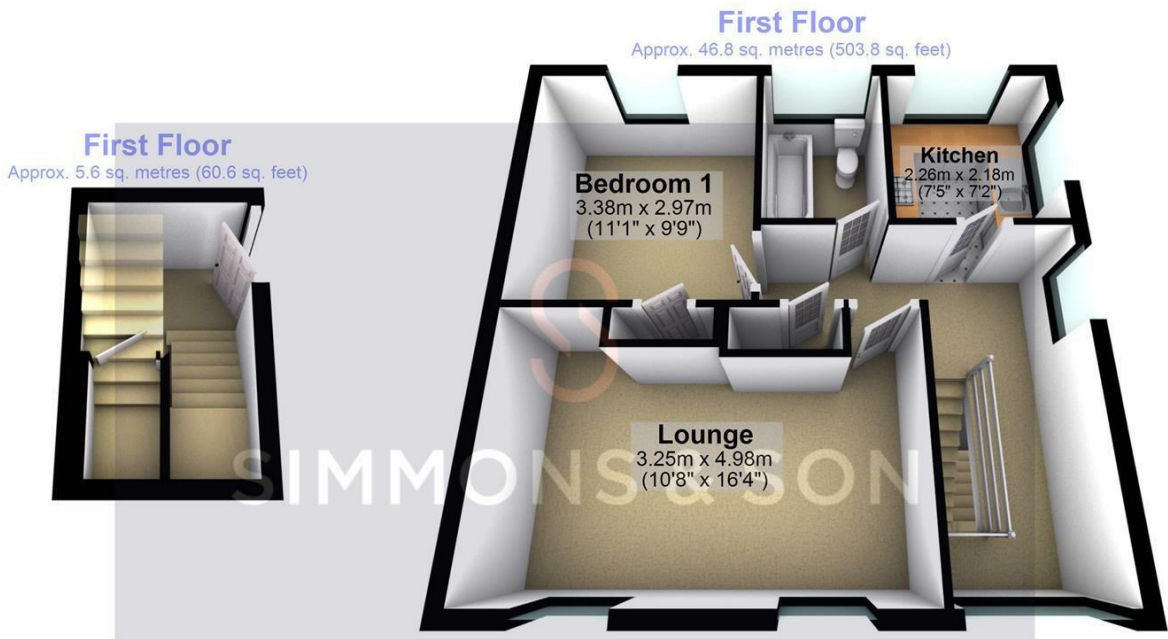 First Floor
Approx. 5.6 sq. metres (60.6 sq. feet)
First Floor
Approx. 46.8 sq. metres (503.8 sq. feet)
Bedroom 1
3.38m x 2.97m
(11'1" x 9'9")
Kitchen
2.26m x 2.18m
(7'5" x 7'2")
Lounge
3.25m x 4.98m
(10'8" x 16'4")
SIMMONS & SON